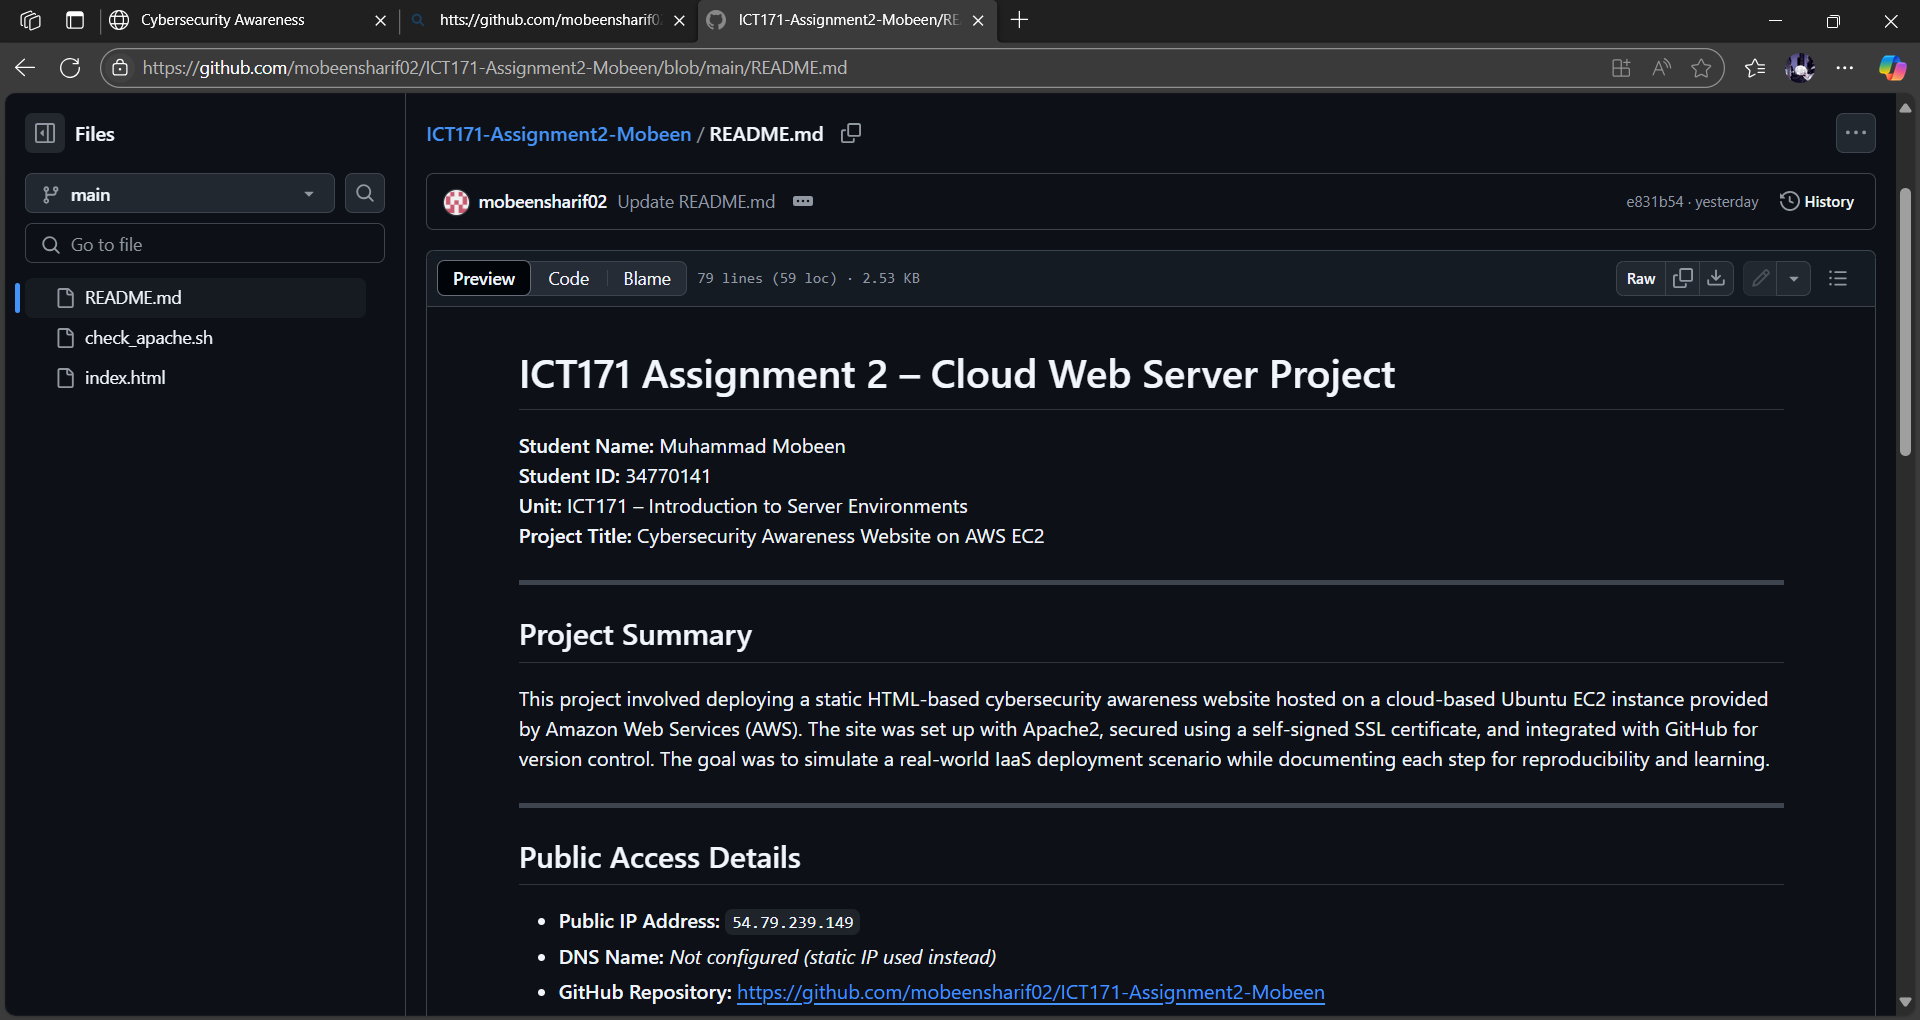 Cybersecurity Awareness
htts://github.com/mobeensharif0
ICT171-Assignment2-Mobeen/RE
https://github.com/mobeensharif02/ICT171-Assignment2-Mobeen/blob/main/README.md
Files
main
Go to file
README.md
check_apache.sh
index.html
ICT171-Assignment2-Mobeen / README.md
mobeensharif02 Update README.md
e831b54 · yesterday
History
Preview
Code
Blame
79 lines (59 loc) · 2.53 KB
Raw
ICT171 Assignment 2 – Cloud Web Server Project
Student Name: Muhammad Mobeen
Student ID: 34770141
Unit: ICT171 – Introduction to Server Environments
Project Title: Cybersecurity Awareness Website on AWS EC2
Project Summary
This project involved deploying a static HTML-based cybersecurity awareness website hosted on a cloud-based Ubuntu EC2 instance provided
by Amazon Web Services (AWS). The site was set up with Apache2, secured using a self-signed SSL certificate, and integrated with GitHub for
version control. The goal was to simulate a real-world IaaS deployment scenario while documenting each step for reproducibility and learning.
Public Access Details
• Public IP Address: 54.79.239.149
• DNS Name: Not configured (static IP used instead)
• GitHub Repository: https://github.com/mobeensharif02/ICT171-Assignment2-Mobeen